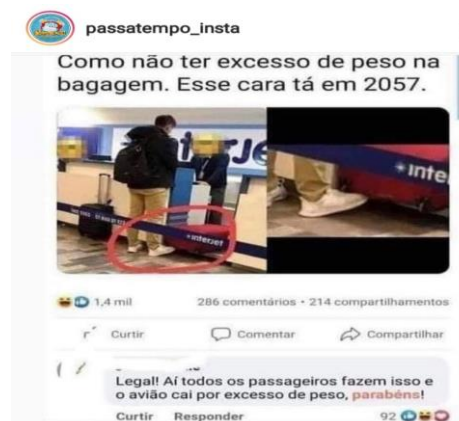 passatempo_insta
Como não ter excesso de peso na
bagagem. Esse cara tá em 2057.
interjet
inte
1,4 mil
286 comentários • 214 compartilhamentos
Curtir
Comentar
Compartilhar
Legal! Aí todos os passageiros fazem isso e
o avião cai por excesso de peso, parabéns!
Curtir
Responder
92